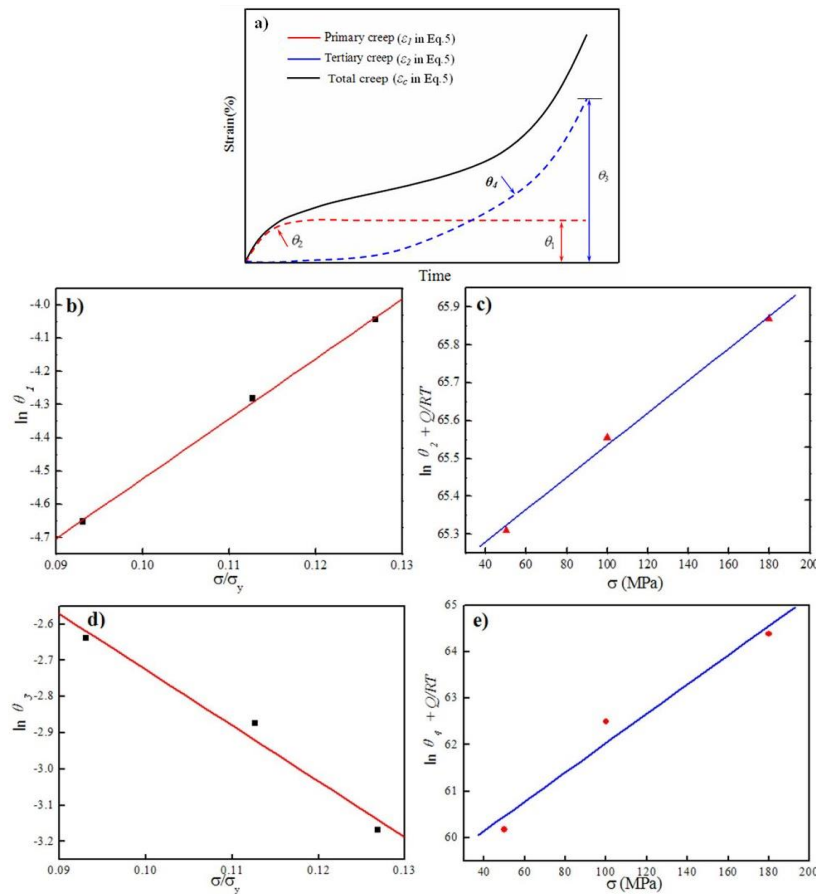 a)
Primary creep (ε1 in Eq.5)
Tertiary creep (ε2 in Eq.5)
Total creep (εc in Eq.5)
Strain(%)
θ4
θ3
θ2
θ1
Time
b)
-4.0
-4.1
-4.2
-4.3
-4.4
-4.5
-4.6
-4.7
ln θ1
0.09 0.10 0.11 0.12 0.13
σ/σy
c)
65.9
65.8
65.7
65.6
65.5
65.4
65.3
ln θ2 + Q/RT
40 60 80 100 120 140 160 180 200
σ (MPa)
d)
-2.6
-2.7
-2.8
-2.9
-3.0
-3.1
-3.2
ln θ3
0.09 0.10 0.11 0.12 0.13
σ/σy
e)
65
64
63
62
61
60
ln θ4 + Q/RT
40 60 80 100 120 140 160 180 200
σ (MPa)